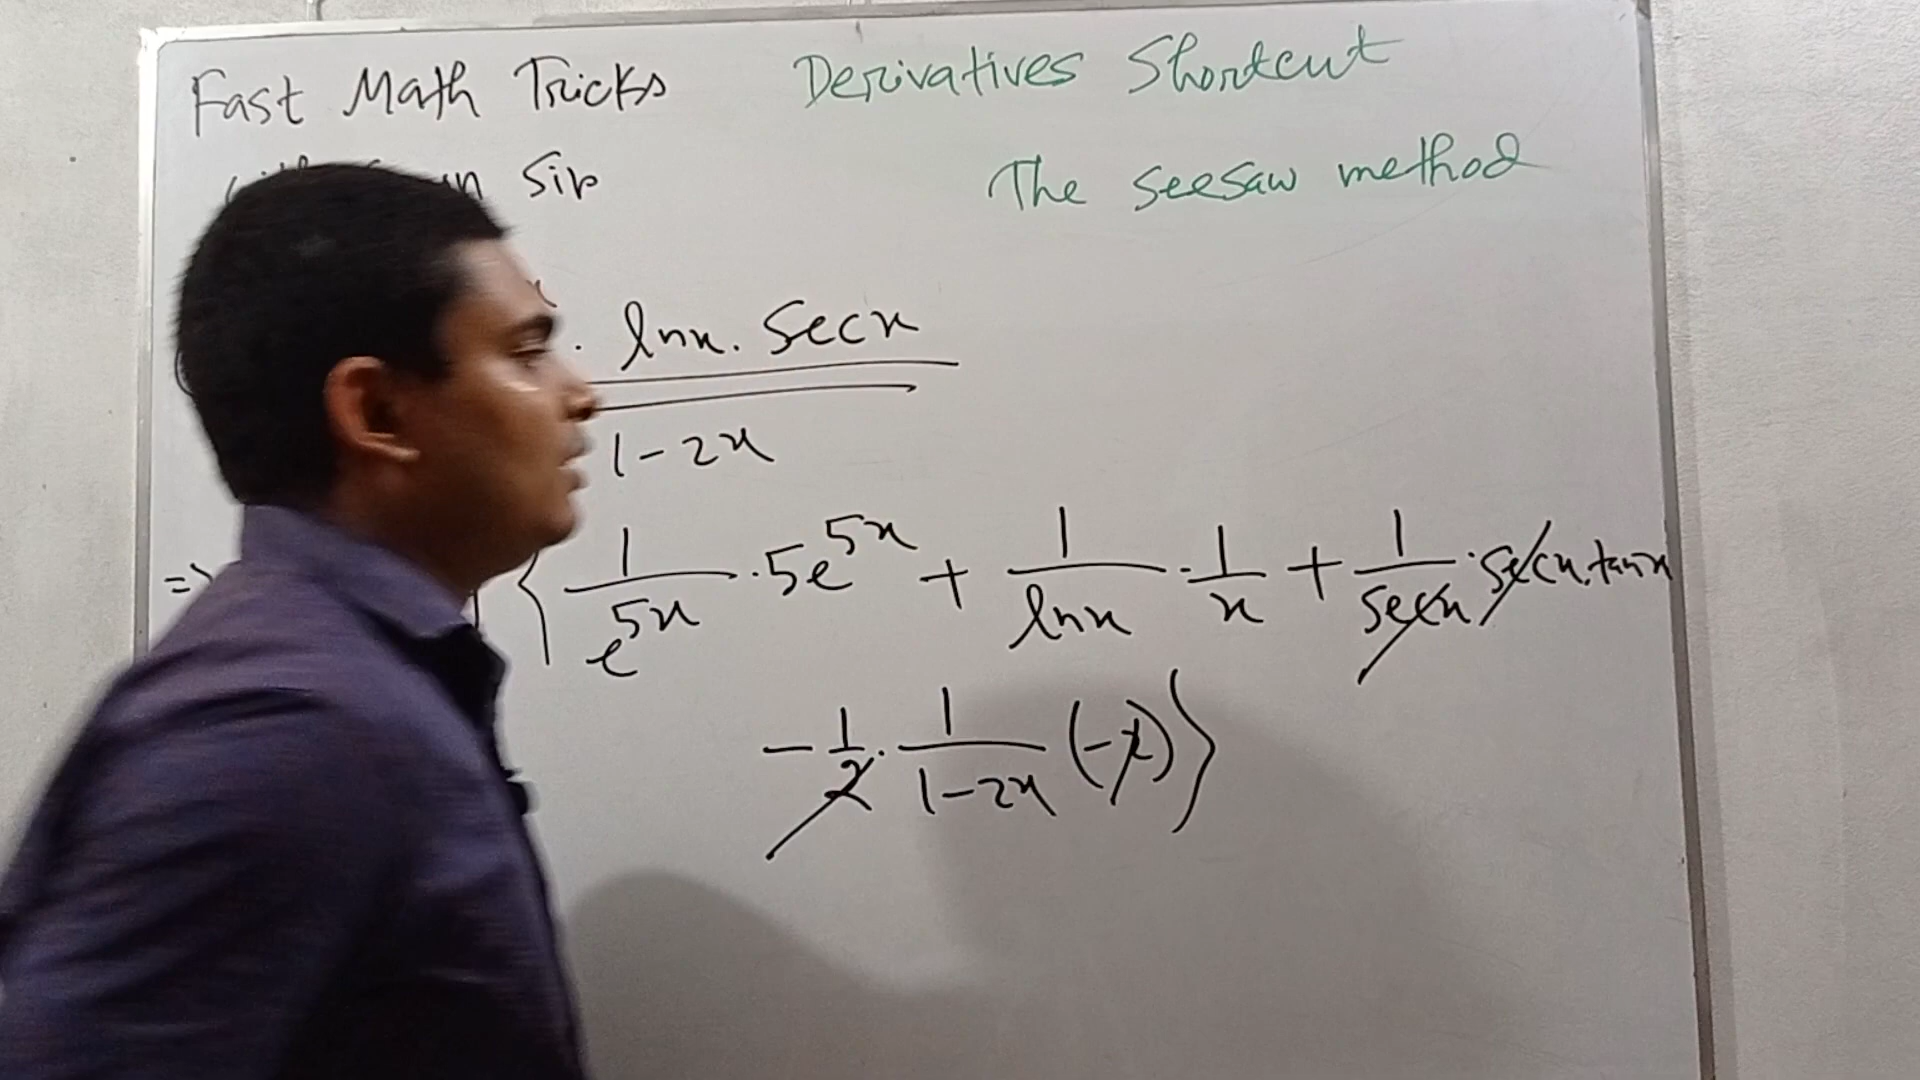 Fast Math Tricks
Derivatives Shortcut
Sir
The seesaw method
. lnx. Secx
1-2x
=> { 1/e^5x . 5e^5x + 1/lnx . 1/x + 1/secx . secx. tanx
- 1/2 . 1/1-2x (-2) }